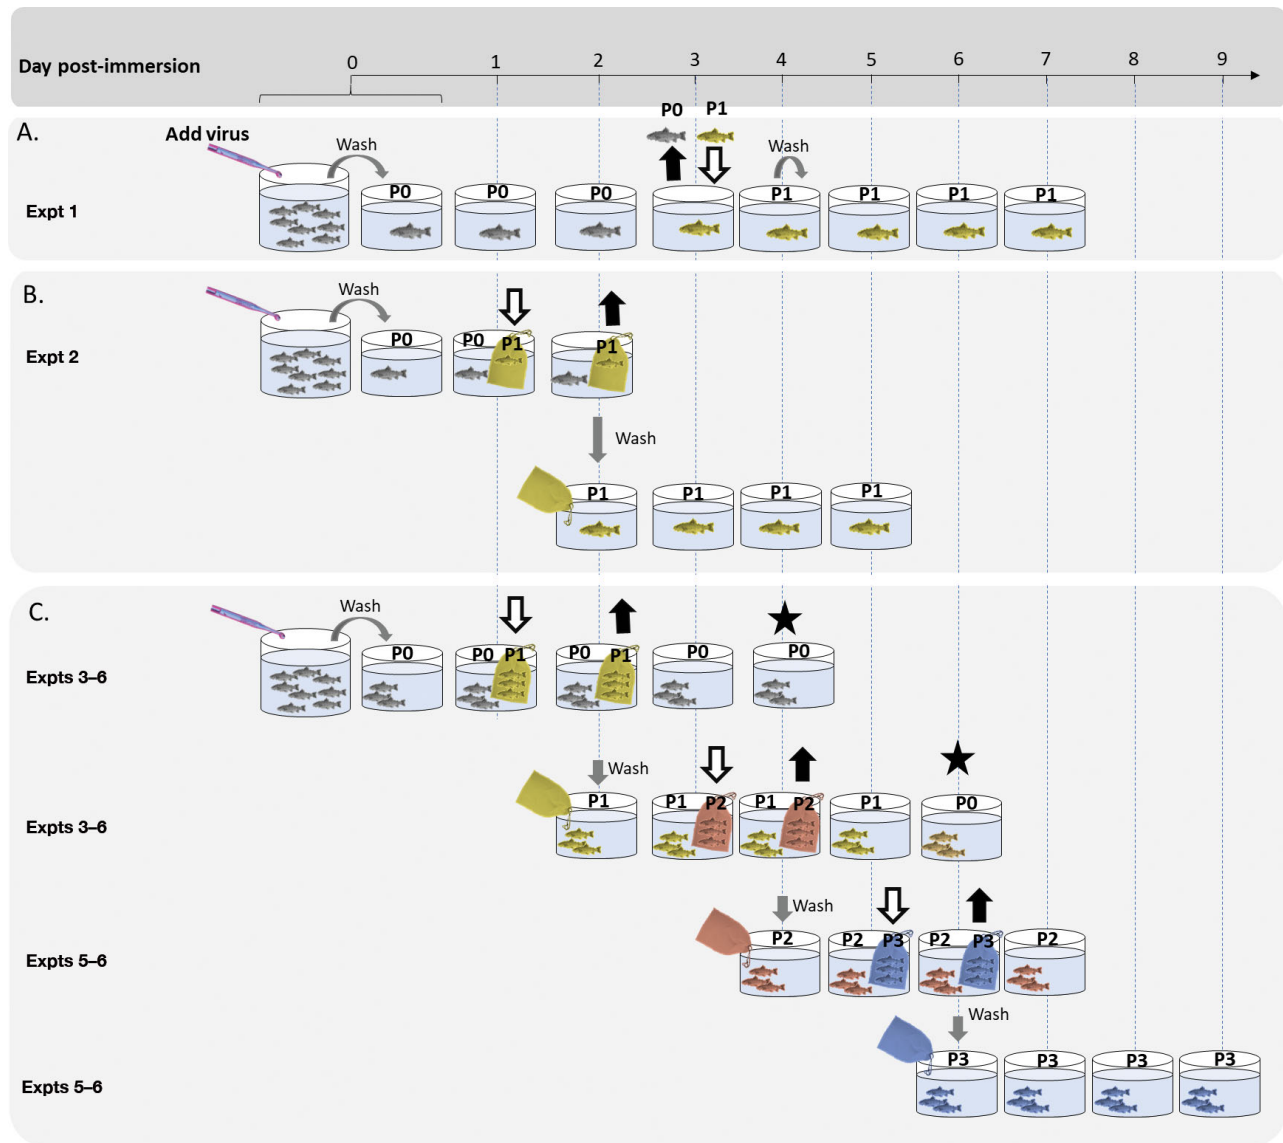 Day post-immersion
0 1 2 3 4 5 6 7 8 9
A.
Add virus
P0 P1
Wash
Wash
Expt 1
P0 P0 P0 P1 P1 P1 P1
B.
Wash
Expt 2
P0 P0 P1 P1
Wash
P1 P1 P1 P1
C.
Wash
Expts 3–6
P0 P0 P1 P0 P1 P0 P0
Wash
Expts 3–6
P1 P1 P2 P1 P2 P1 P0
Wash
Expts 5–6
P2 P2 P3 P2 P3 P2
Wash
Expts 5–6
P3 P3 P3 P3